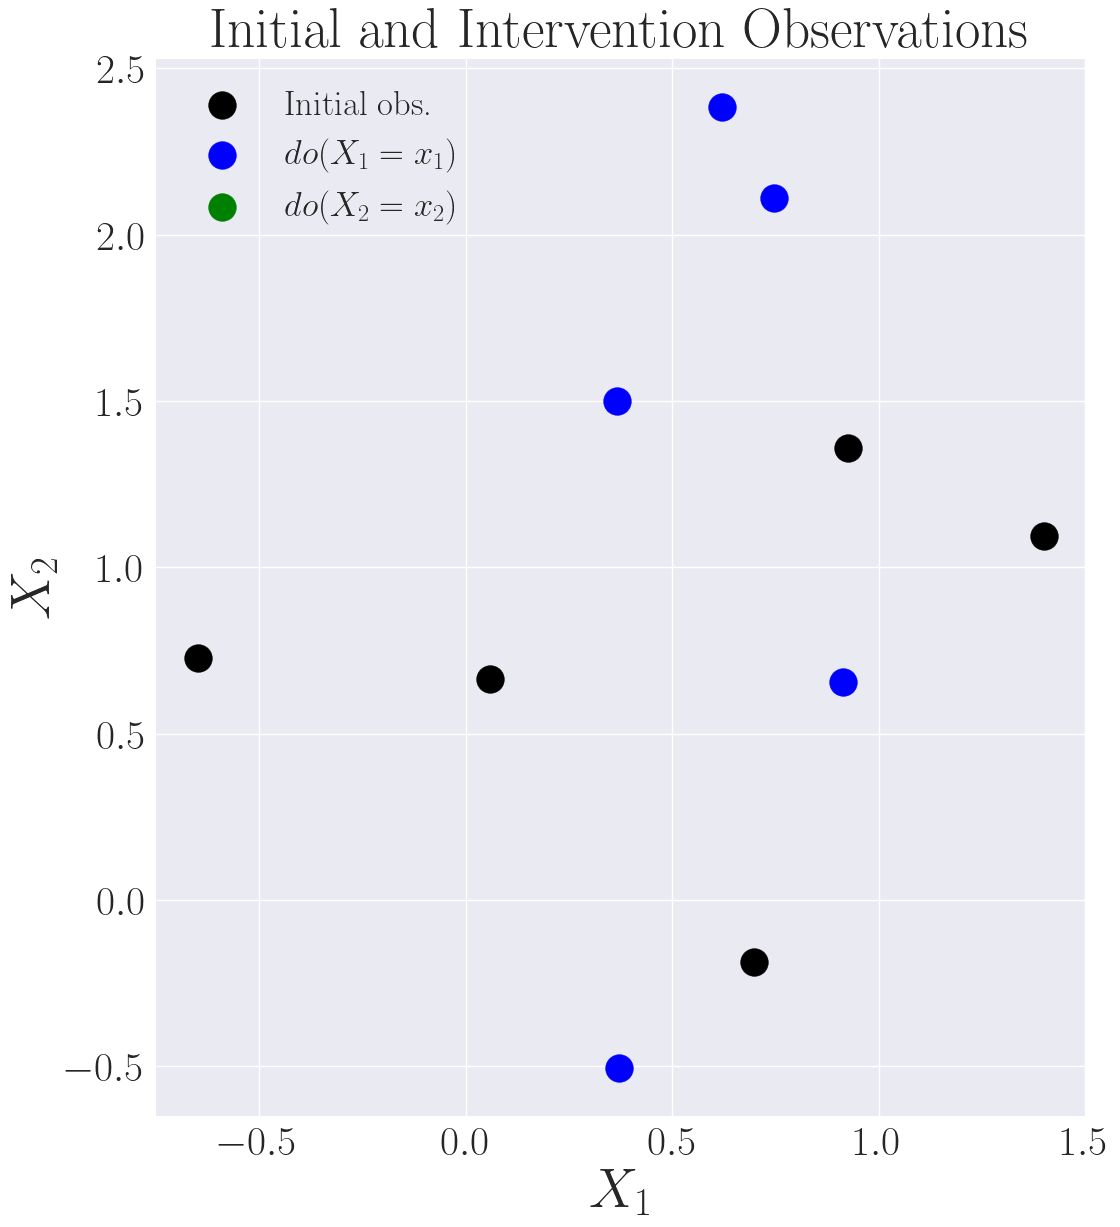 Initial and Intervention Observations
2.5
Initial obs.
do(X₁ = x₁)
do(X₂ = x₂)
2.0
1.5
1.0
X₂
0.5
0.0
−0.5
−0.5 0.0 0.5 1.0 1.5
X₁